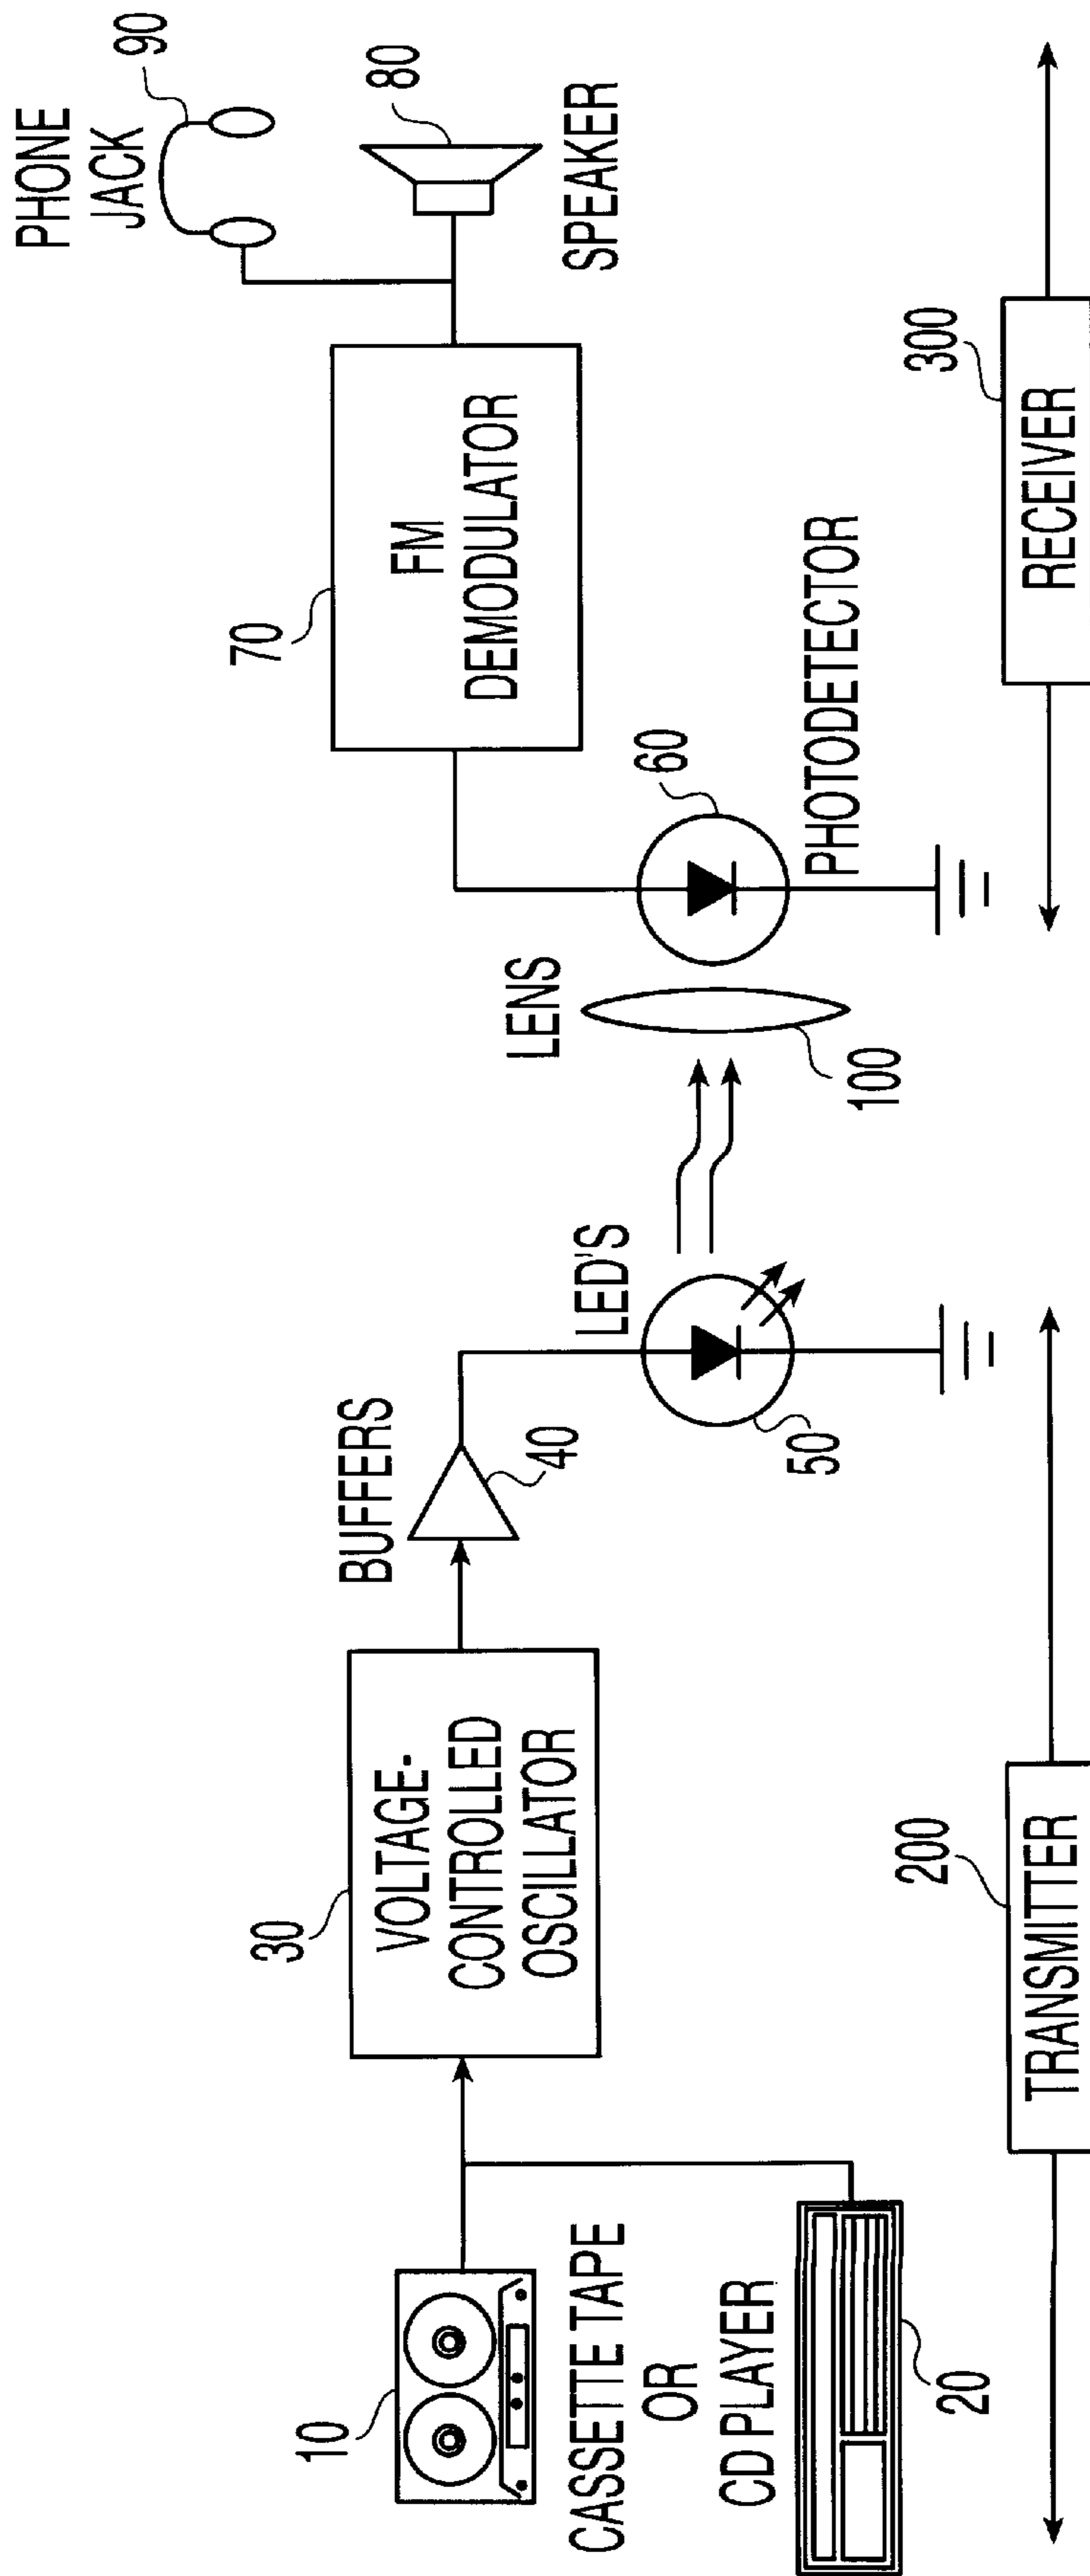 10
CASSETTE TAPE
OR
CD PLAYER
20
30
VOLTAGE-
CONTROLLED
OSCILLATOR
BUFFERS
40
LED'S
50
TRANSMITTER
200
LENS
100
60
PHOTODETECTOR
70
FM
DEMODULATOR
PHONE
JACK
90
80
SPEAKER
300
RECEIVER